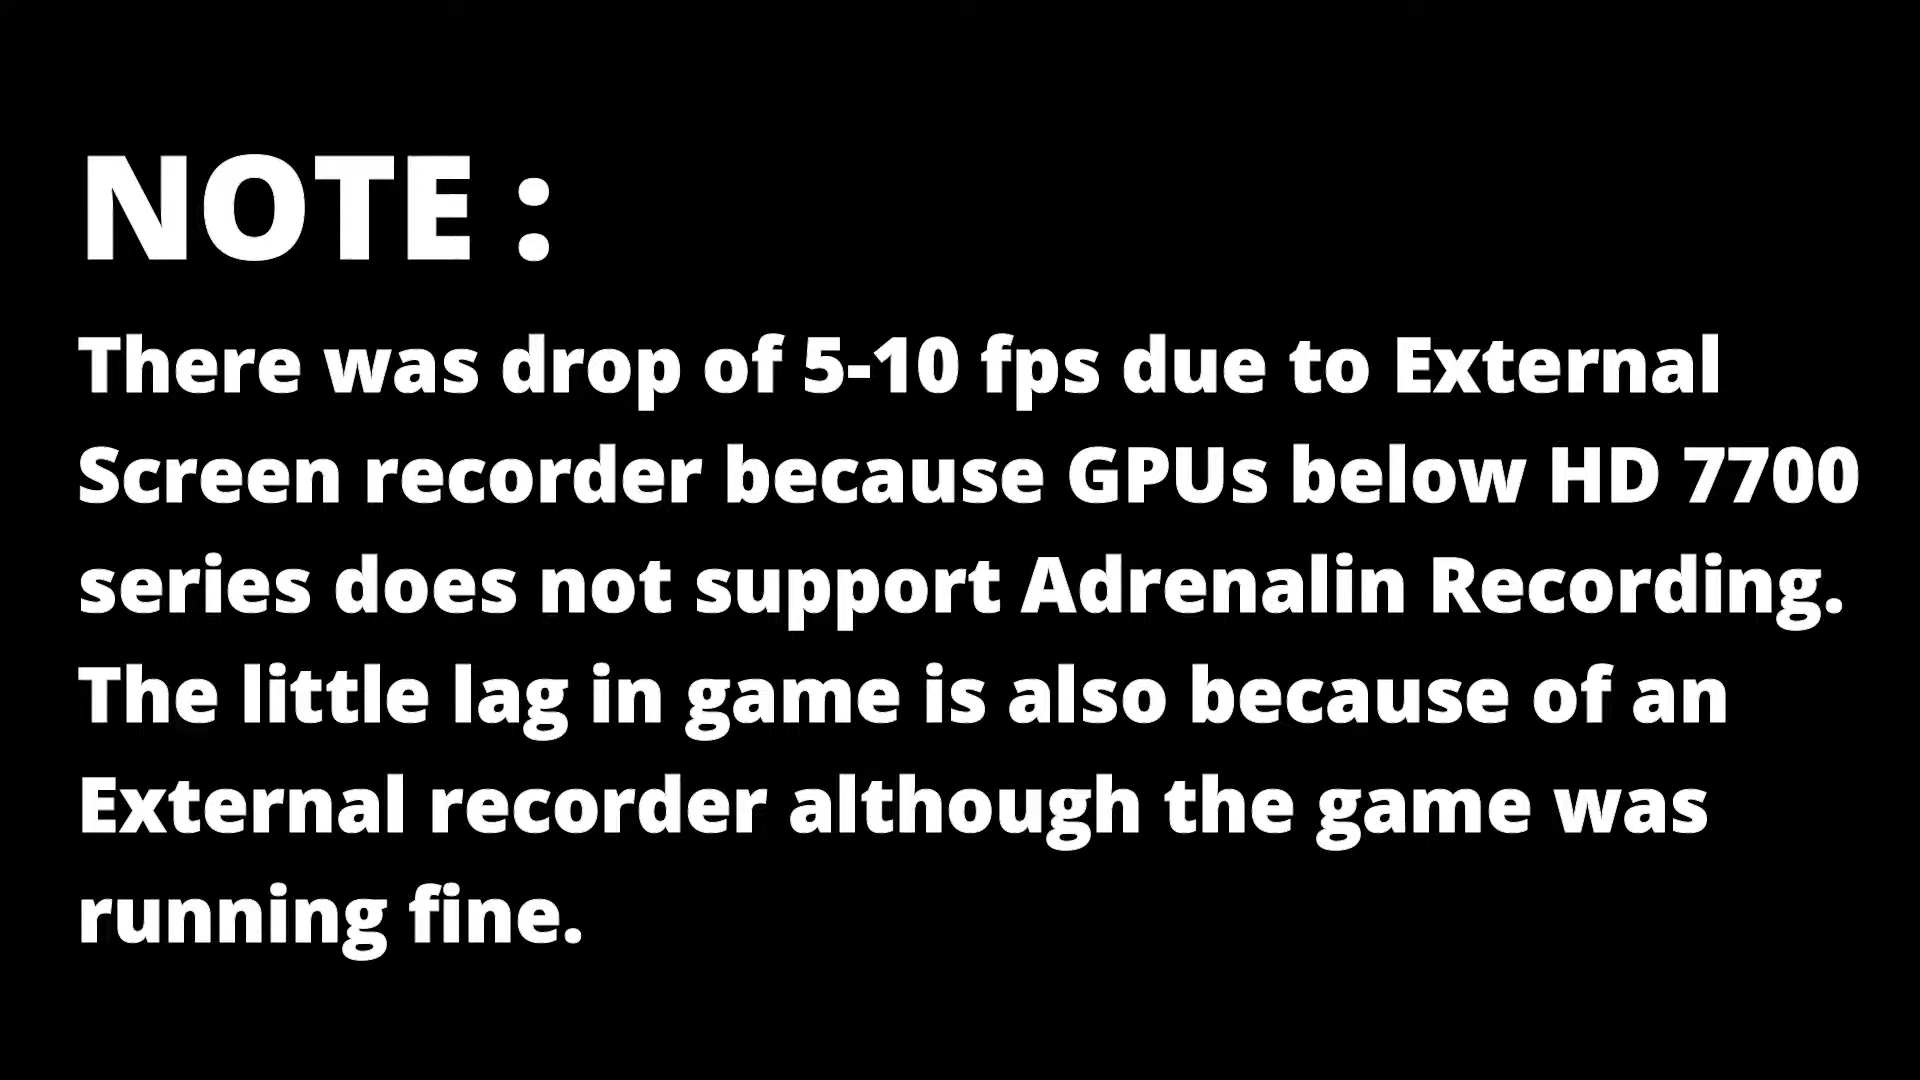 NOTE :
There was drop of 5-10 fps due to External
Screen recorder because GPUs below HD 7700
series does not support Adrenalin Recording.
The little lag in game is also because of an
External recorder although the game was
running fine.